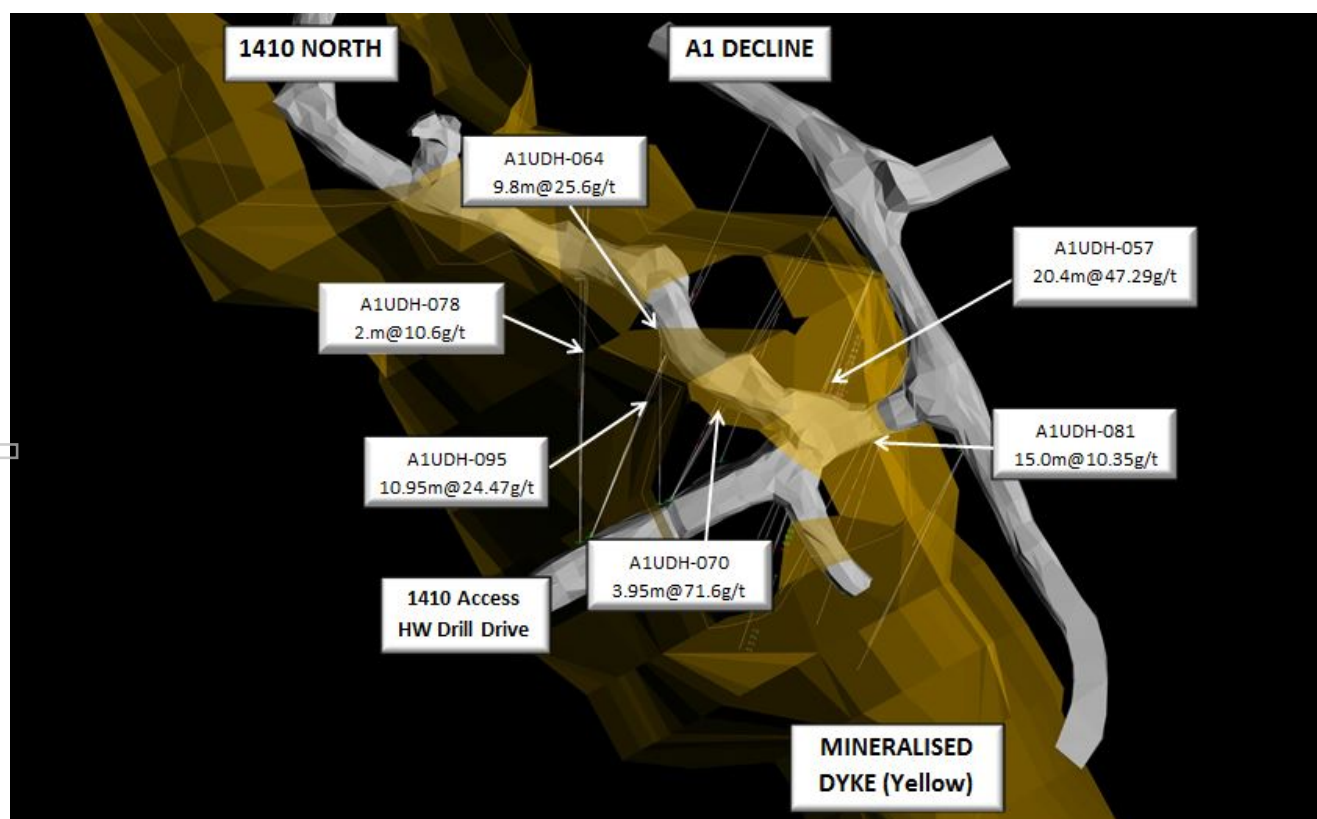 1410 NORTH
A1 DECLINE
A1UDH-064
9.8m@25.6g/t
A1UDH-057
20.4m@47.29g/t
A1UDH-078
2.m@10.6g/t
A1UDH-095
10.95m@24.47g/t
A1UDH-081
15.0m@10.35g/t
A1UDH-070
3.95m@71.6g/t
1410 Access
HW Drill Drive
MINERALISED
DYKE (Yellow)